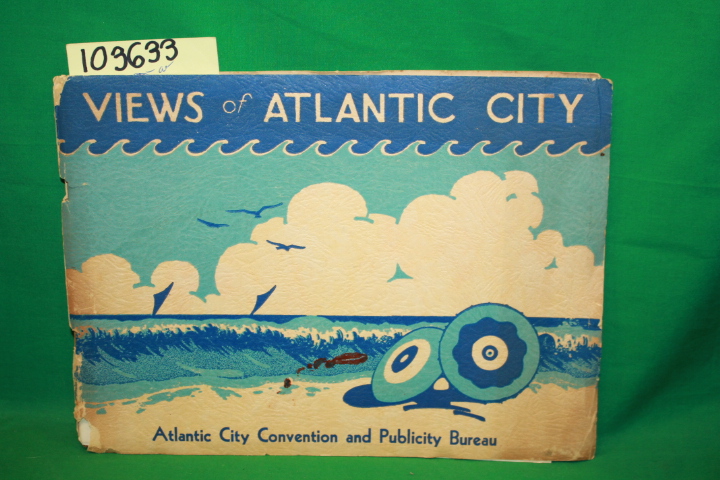 103633
VIEWS of ATLANTIC CITY
Atlantic City Convention and Publicity Bureau